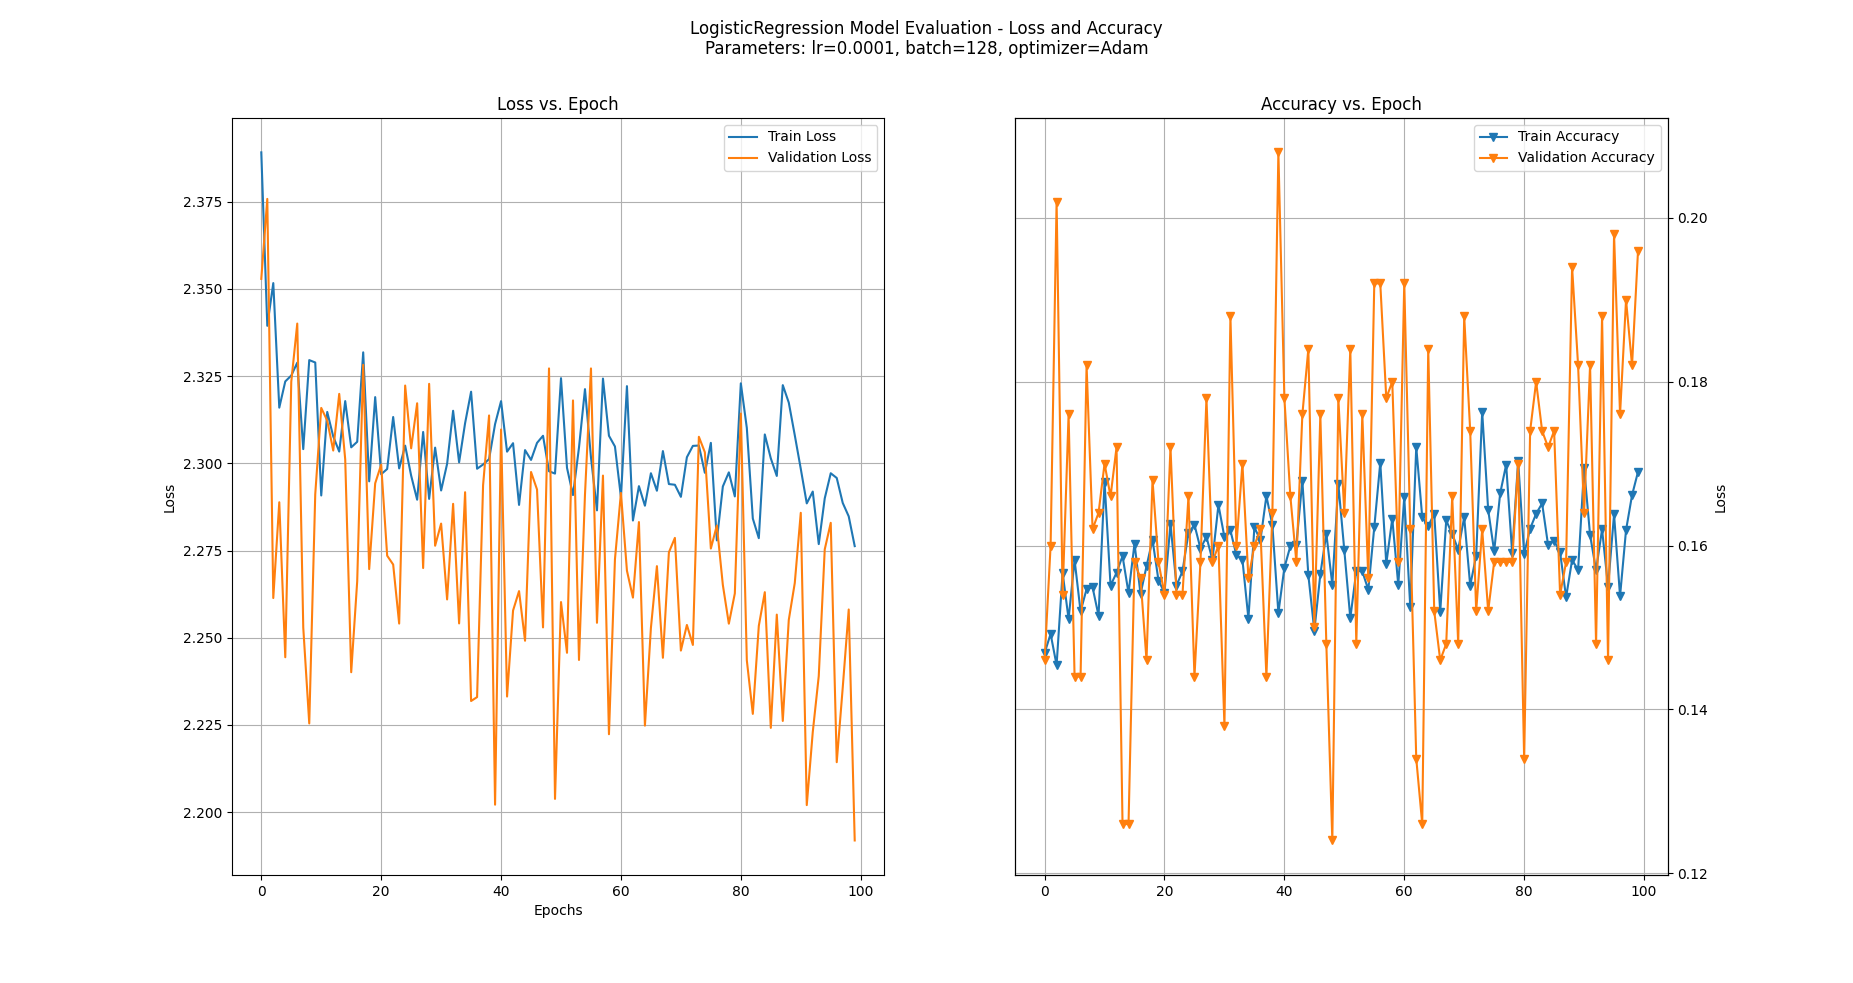 LogisticRegression Model Evaluation - Loss and Accuracy
Parameters: lr=0.0001, batch=128, optimizer=Adam
Loss vs. Epoch
Train Loss
Validation Loss
2.375
2.350
2.325
2.300
2.275
2.250
2.225
2.200
Loss
0
20
40
60
80
100
Epochs
Accuracy vs. Epoch
Train Accuracy
Validation Accuracy
0.20
0.18
0.16
0.14
0.12
Loss
0
20
40
60
80
100